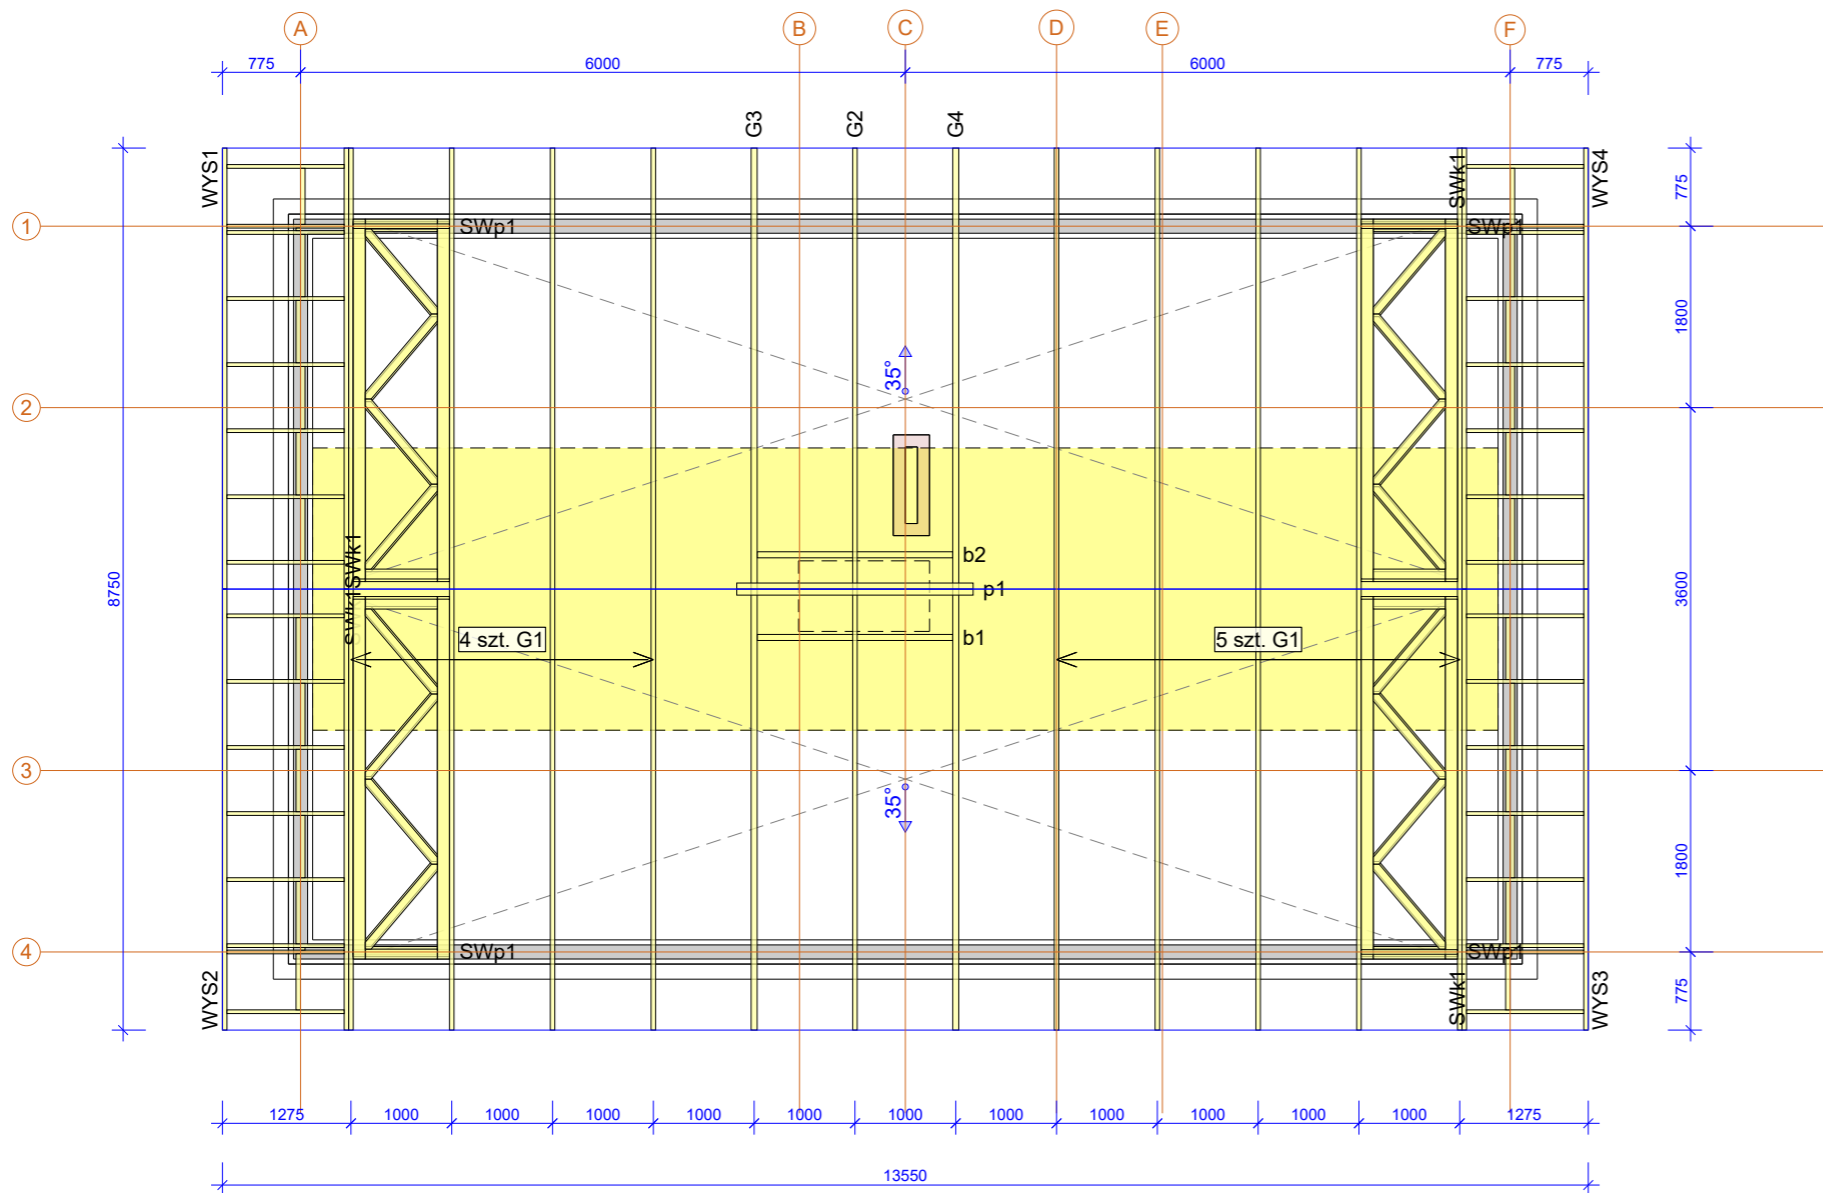 A B C D E F
775 6000 6000 775
G3 G2 G4
WYS1 SWk1 WYS4
775
1 SWp1 SWp1
1800
35°
2
b2
SWk1 SWk1
p1
8750 3600
b1
4 szt. G1 5 szt. G1
3
35°
1800
4 SWp1 SWp1
WYS2 SWk1 WYS3
775
1275 1000 1000 1000 1000 1000 1000 1000 1000 1000 1000 1000 1275
13550